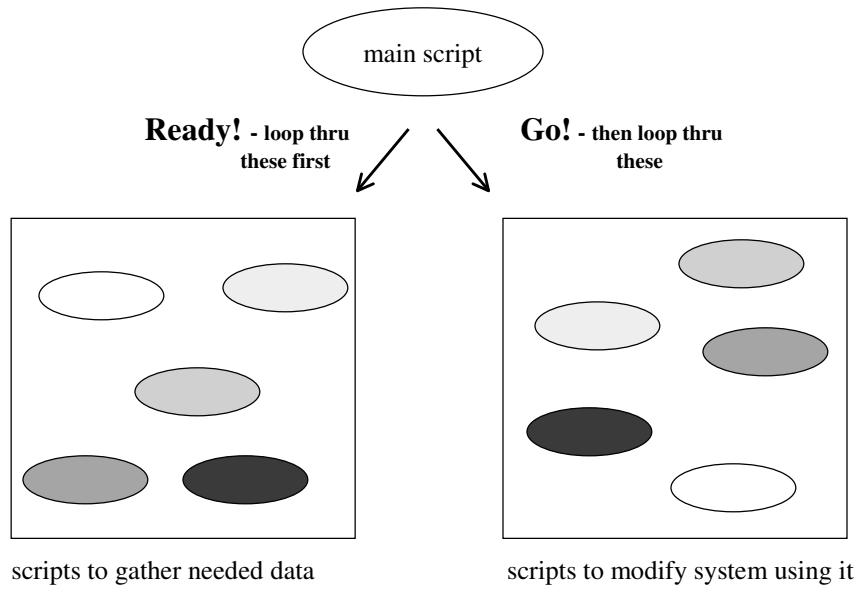 main script
Ready! - loop thru
these first
Go! - then loop thru
these
scripts to gather needed data
scripts to modify system using it